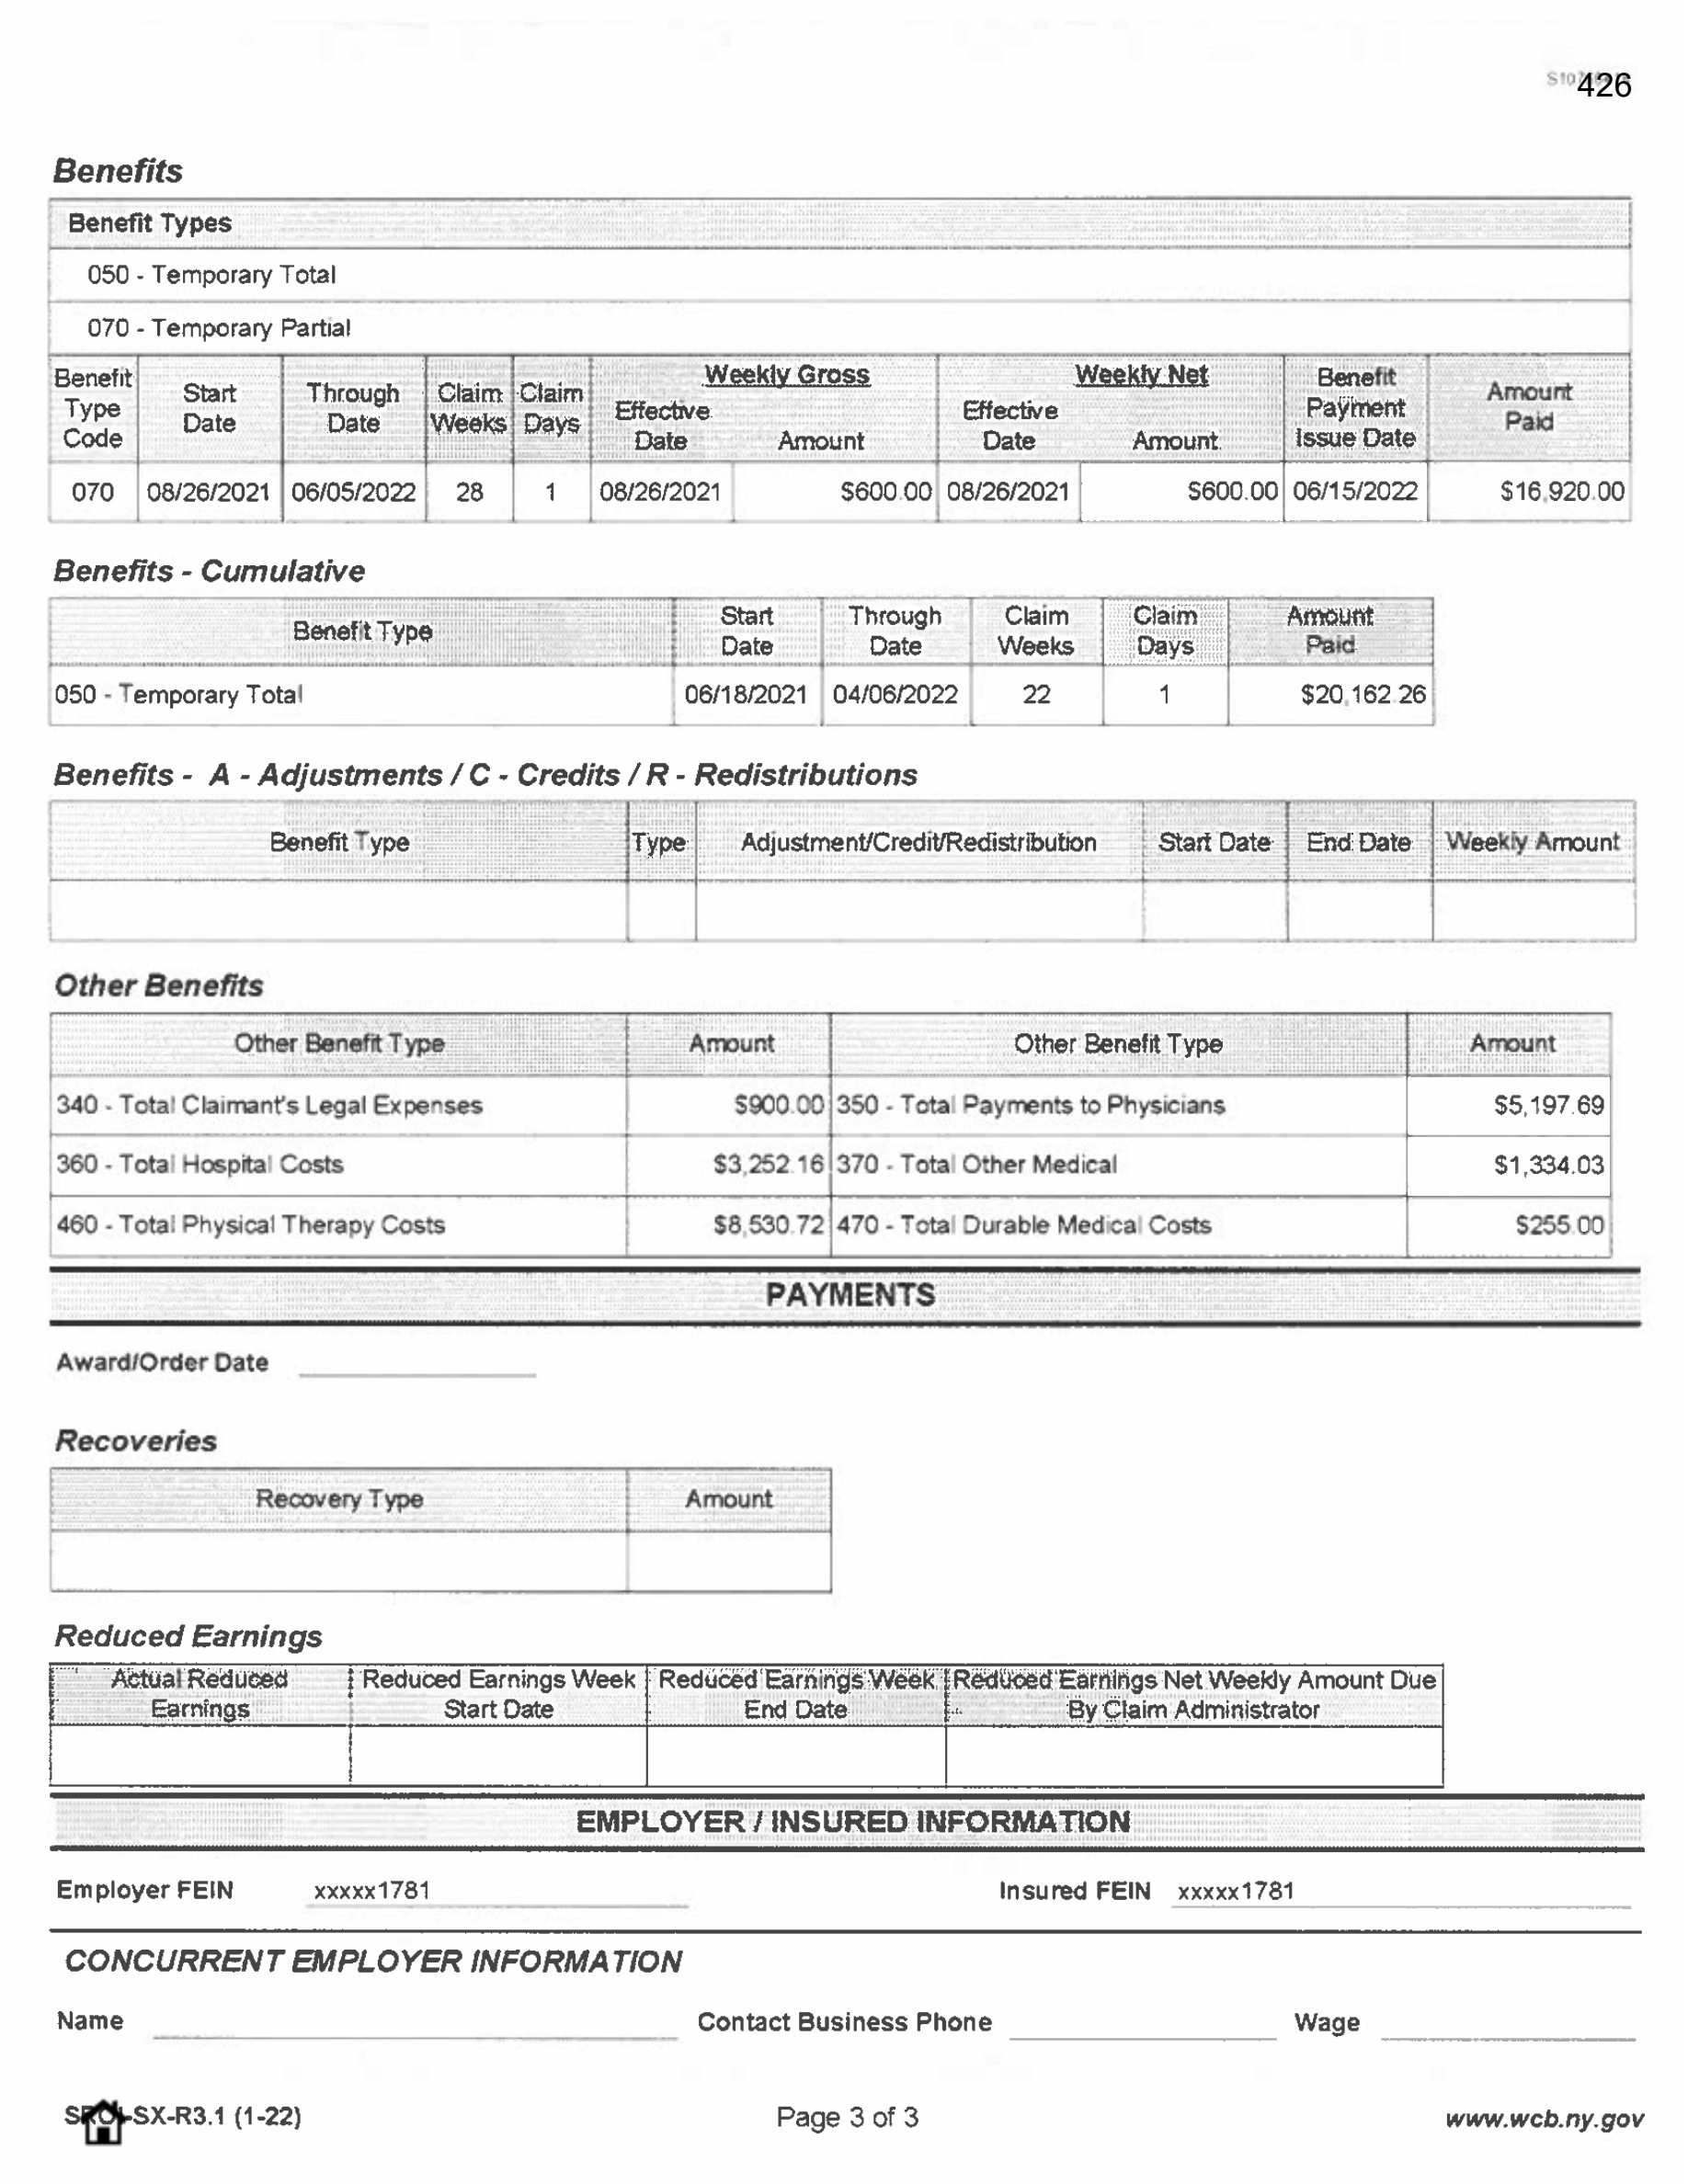 426
Benefits
Benefit Types
050 - Temporary Total
070 - Temporary Partial
Benefit Type Code Start Date Through Date Claim Weeks Claim Days Weekly Gross Effective Date Amount Weekly Net Effective Date Amount Benefit Payment Issue Date Amount Paid
070 08/26/2021 06/05/2022 28 1 08/26/2021 $600.00 08/26/2021 $600.00 06/15/2022 $16,920.00
Benefits - Cumulative
Benefit Type Start Date Through Date Claim Weeks Claim Days Amount Paid
050 - Temporary Total 06/18/2021 04/06/2022 22 1 $20,162.26
Benefits - A - Adjustments / C - Credits / R - Redistributions
Benefit Type Type Adjustment/Credit/Redistribution Start Date End Date Weekly Amount
Other Benefits
Other Benefit Type Amount Other Benefit Type Amount
340 - Total Claimant's Legal Expenses $900.00 350 - Total Payments to Physicians $5,197.69
360 - Total Hospital Costs $3,252.16 370 - Total Other Medical $1,334.03
460 - Total Physical Therapy Costs $8,530.72 470 - Total Durable Medical Costs $255.00
PAYMENTS
Award/Order Date
Recoveries
Recovery Type Amount
Reduced Earnings
Actual Reduced Earnings Reduced Earnings Week Start Date Reduced Earnings Week End Date Reduced Earnings Net Weekly Amount Due By Claim Administrator
EMPLOYER / INSURED INFORMATION
Employer FEIN xxxxx1781 Insured FEIN xxxxx1781
CONCURRENT EMPLOYER INFORMATION
Name Contact Business Phone Wage
SROI-SX-R3.1 (1-22) Page 3 of 3 www.wcb.ny.gov